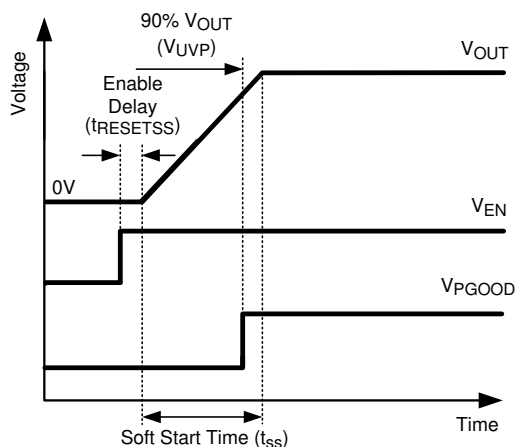 90% VOUT
(VUVP)
VOUT
Voltage
Enable
Delay
(tRESETSS)
0V
VEN
VPGOOD
Time
Soft Start Time (tss)